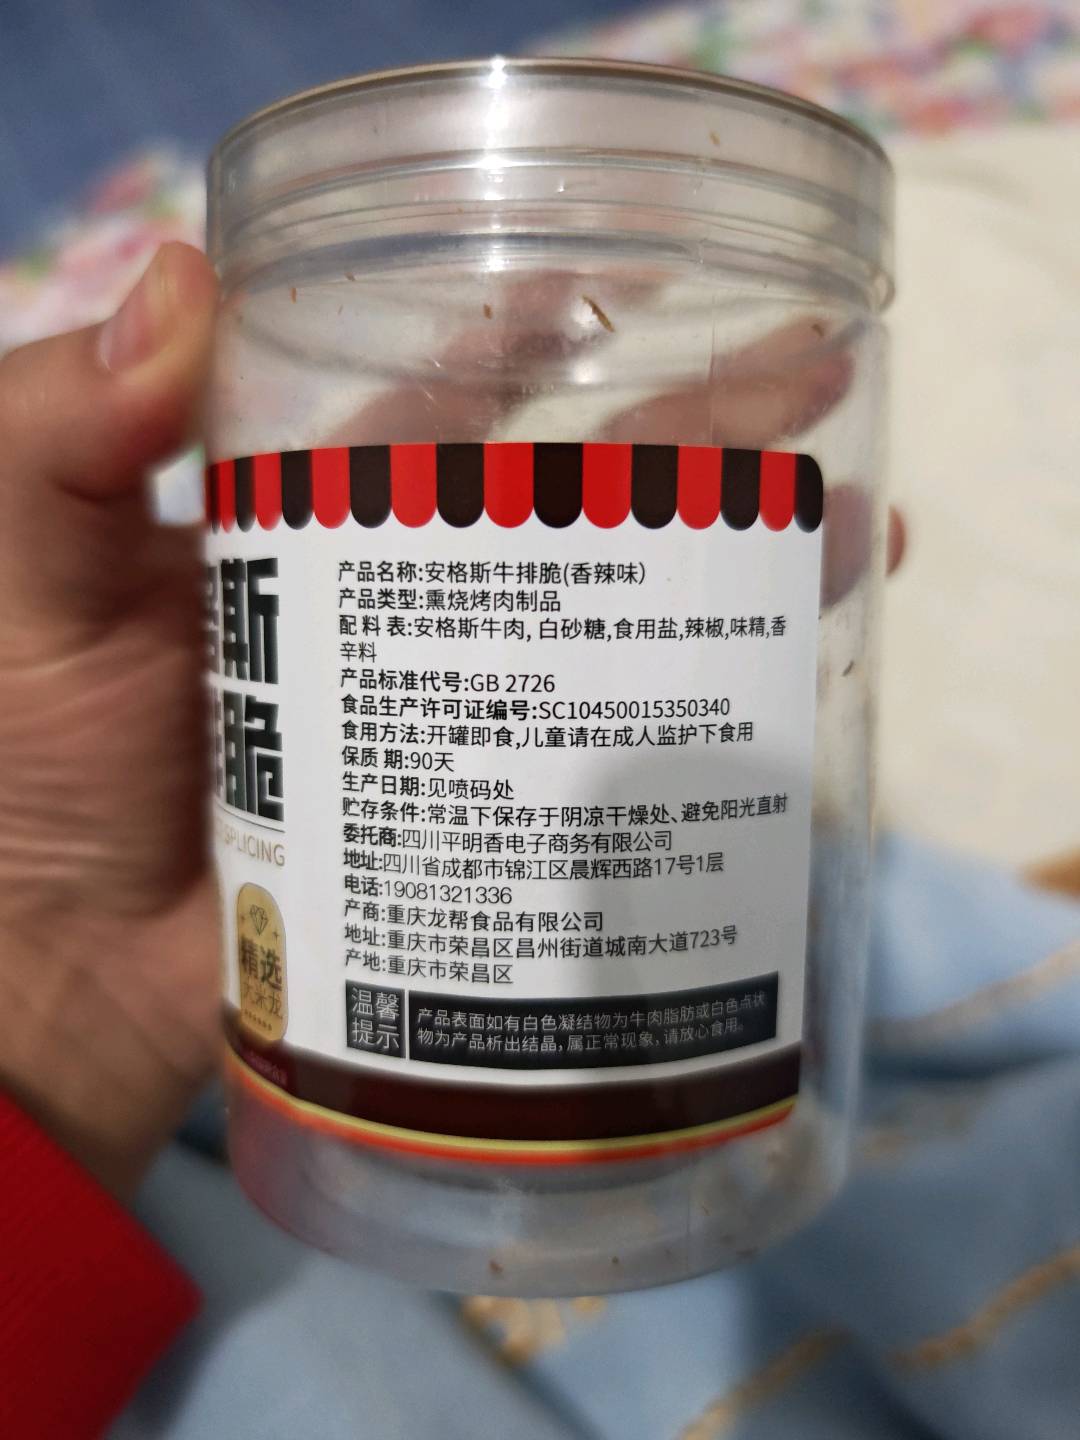 斯
脆
SPLICING
精选
大米龙
产品名称:安格斯牛排脆(香辣味)
产品类型:熏烧烤肉制品
配 料 表:安格斯牛肉, 白砂糖,食用盐,辣椒,味精,香
辛料
产品标准代号:GB 2726
食品生产许可证编号:SC10450015350340
食用方法:开罐即食,儿童请在成人监护下食用
保质 期:90天
生产日期:见喷码处
贮存条件:常温下保存于阴凉干燥处、避免阳光直射
委托商:四川平明香电子商务有限公司
地址:四川省成都市锦江区晨辉西路17号1层
电话:19081321336
产商:重庆龙帮食品有限公司
地址:重庆市荣昌区昌州街道城南大道723号
产地:重庆市荣昌区
温馨
提示
产品表面如有白色凝结物为牛肉脂肪或白色点状
物为产品析出结晶,属正常现象,请放心食用。